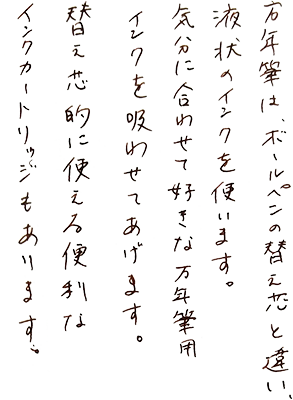 万年筆は、ボールペンの替え芯と違い、
液状のインクを使います。
気分に合わせて好きな万年筆用
インクを吸わせてあげます。
替え芯的に使える便利な
インクカートリッジもあります。